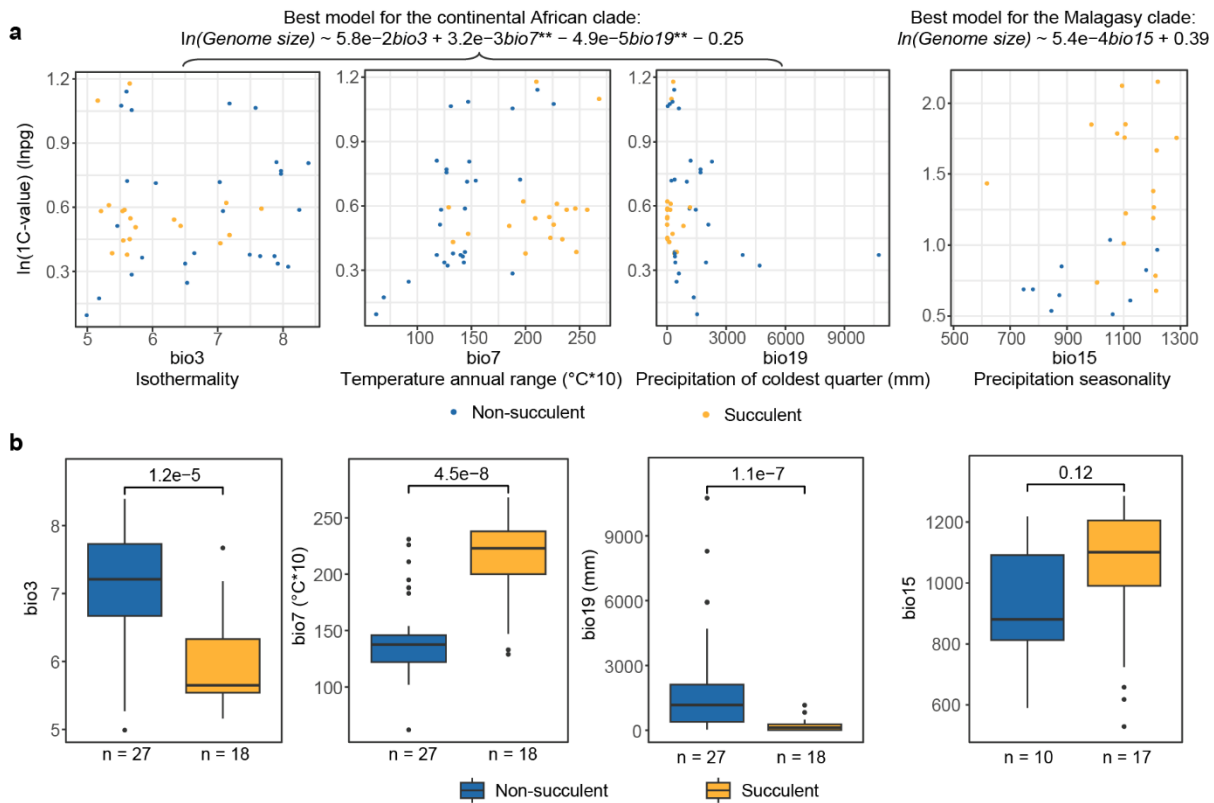 a
Best model for the continental African clade:
ln(Genome size) ~ 5.8e−2bio3 + 3.2e−3bio7** − 4.9e−5bio19** − 0.25
Best model for the Malagasy clade:
ln(Genome size) ~ 5.4e−4bio15 + 0.39
ln(1C-value) (lnpg)
1.2
0.9
0.6
0.3
5 6 7 8
bio3
Isothermality
1.2
0.9
0.6
0.3
100 150 200 250
bio7
Temperature annual range (°C*10)
1.2
0.9
0.6
0.3
0 3000 6000 9000
bio19
Precipitation of coldest quarter (mm)
2.0
1.5
1.0
0.5
500 700 900 1100 1300
bio15
Precipitation seasonality
Non-succulent Succulent
b
bio3
8
7
6
5
1.2e−5
n = 27 n = 18
bio7 (°C*10)
250
200
150
100
4.5e−8
n = 27 n = 18
bio19 (mm)
9000
6000
3000
0
1.1e−7
n = 27 n = 18
bio15
1200
1000
800
600
0.12
n = 10 n = 17
Non-succulent Succulent